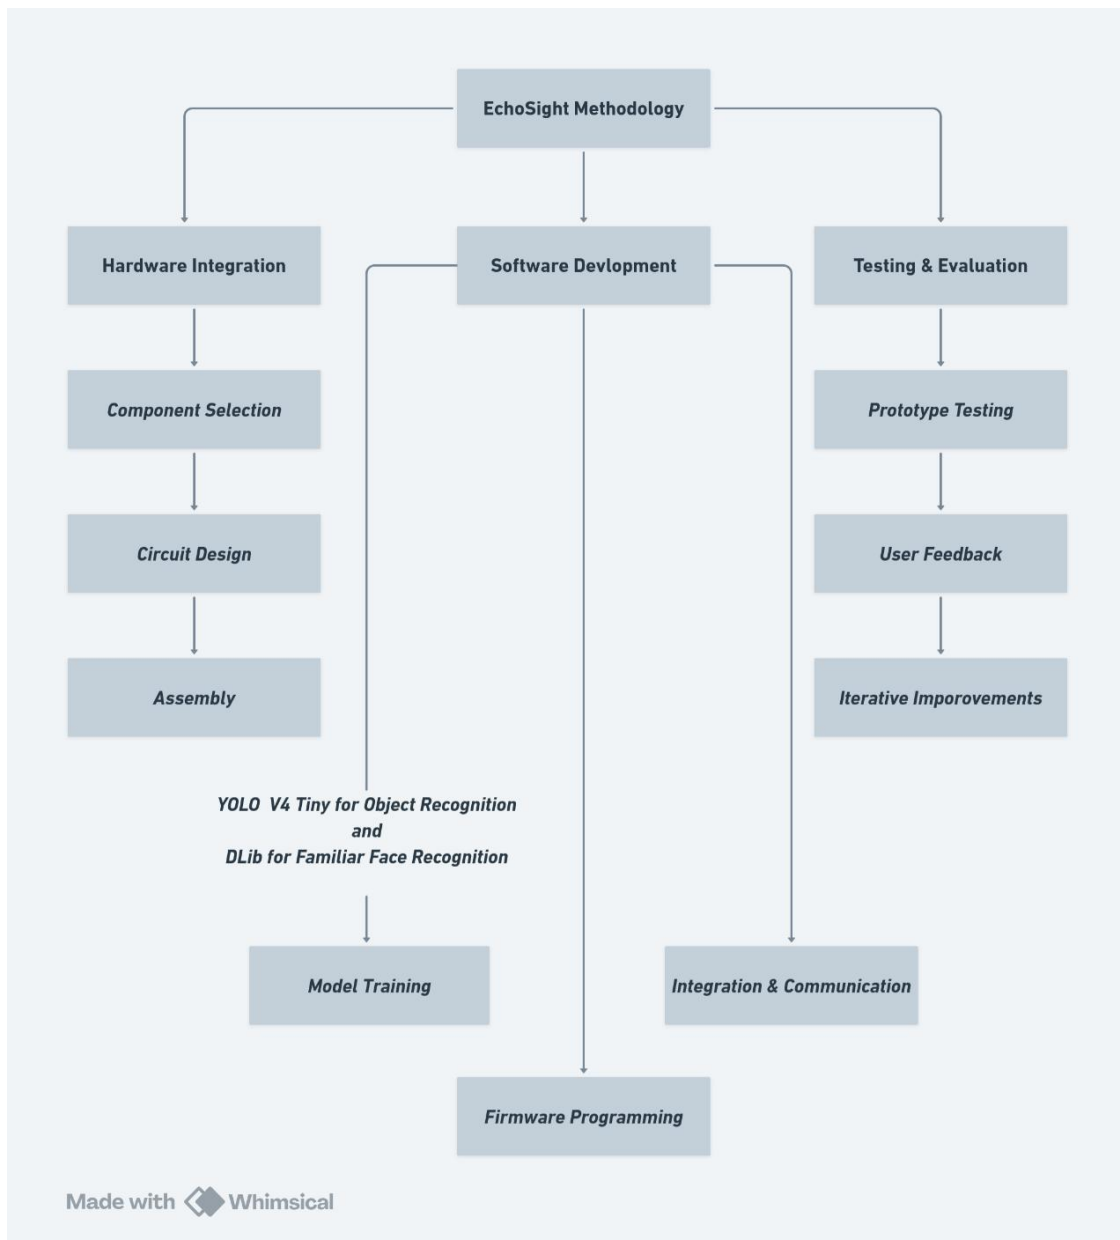 EchoSight Methodology
Hardware Integration
Software Devlopment
Testing & Evaluation
Component Selection
Prototype Testing
Circuit Design
User Feedback
Assembly
Iterative Imporovements
YOLO V4 Tiny for Object Recognition
and
DLib for Familiar Face Recognition
Model Training
Integration & Communication
Firmware Programming
Made with Whimsical